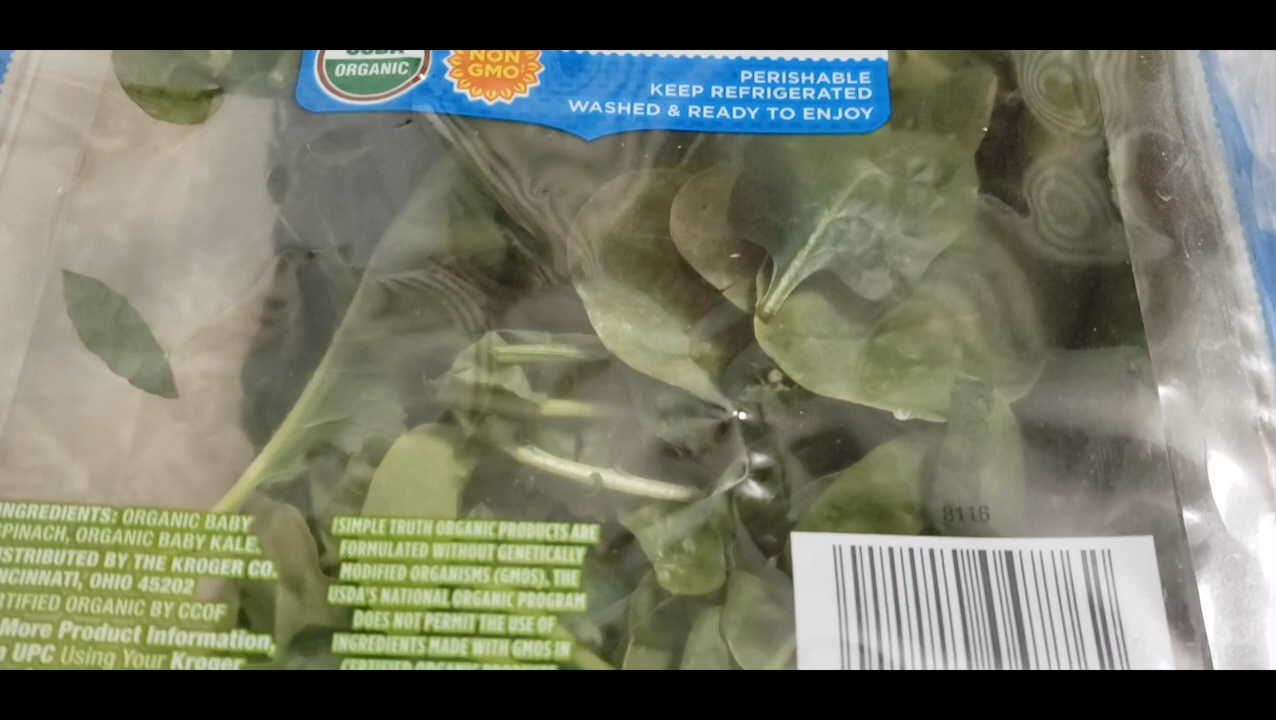 ORGANIC
NON
GMO
PERISHABLE
KEEP REFRIGERATED
WASHED & READY TO ENJOY
8116
INGREDIENTS: ORGANIC BABY
SPINACH, ORGANIC BABY KALE.
DISTRIBUTED BY THE KROGER CO.
CINCINNATI, OHIO 45202
CERTIFIED ORGANIC BY CCOF
More Product Information,
UPC Using Your Kroger
SIMPLE TRUTH ORGANIC PRODUCTS ARE
FORMULATED WITHOUT GENETICALLY
MODIFIED ORGANISMS (GMOS). THE
USDA'S NATIONAL ORGANIC PROGRAM
DOES NOT PERMIT THE USE OF
INGREDIENTS MADE WITH GMOS IN